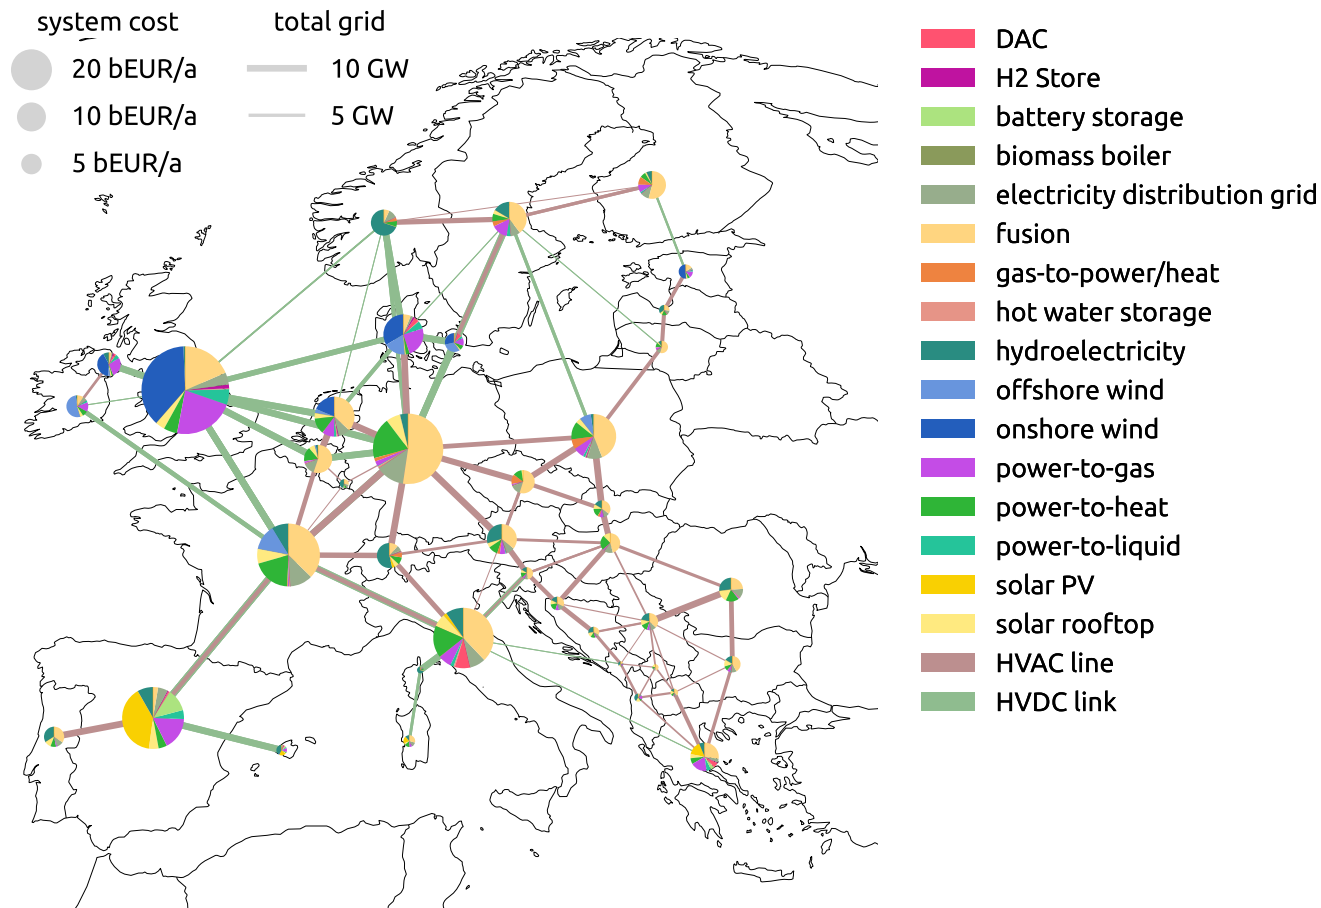 system cost
total grid
20 bEUR/a
10 GW
10 bEUR/a
5 GW
5 bEUR/a
DAC
H2 Store
battery storage
biomass boiler
electricity distribution grid
fusion
gas-to-power/heat
hot water storage
hydroelectricity
offshore wind
onshore wind
power-to-gas
power-to-heat
power-to-liquid
solar PV
solar rooftop
HVAC line
HVDC link